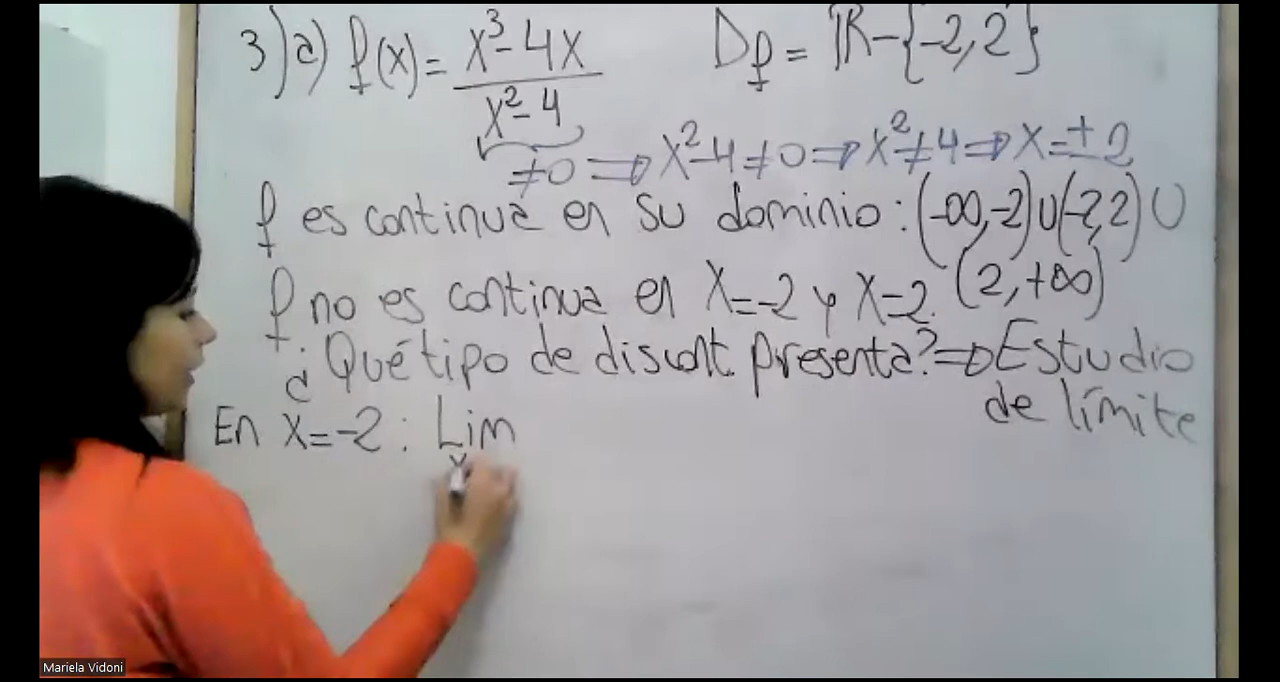 3) a) f(x) = x³-4x / x²-4 Df = ℝ-{-2,2}
≠0 ⇒ x²-4≠0 ⇒ x²≠4 ⇒ x=±2
f es continua en su dominio: (-∞,-2)∪(-2,2)∪
(2,+∞)
f no es continua en x=-2 y x=2.
¿Qué tipo de discont. presenta? ⇒ Estudio
de límite
En x=-2: Lim
x
Mariela Vidoni